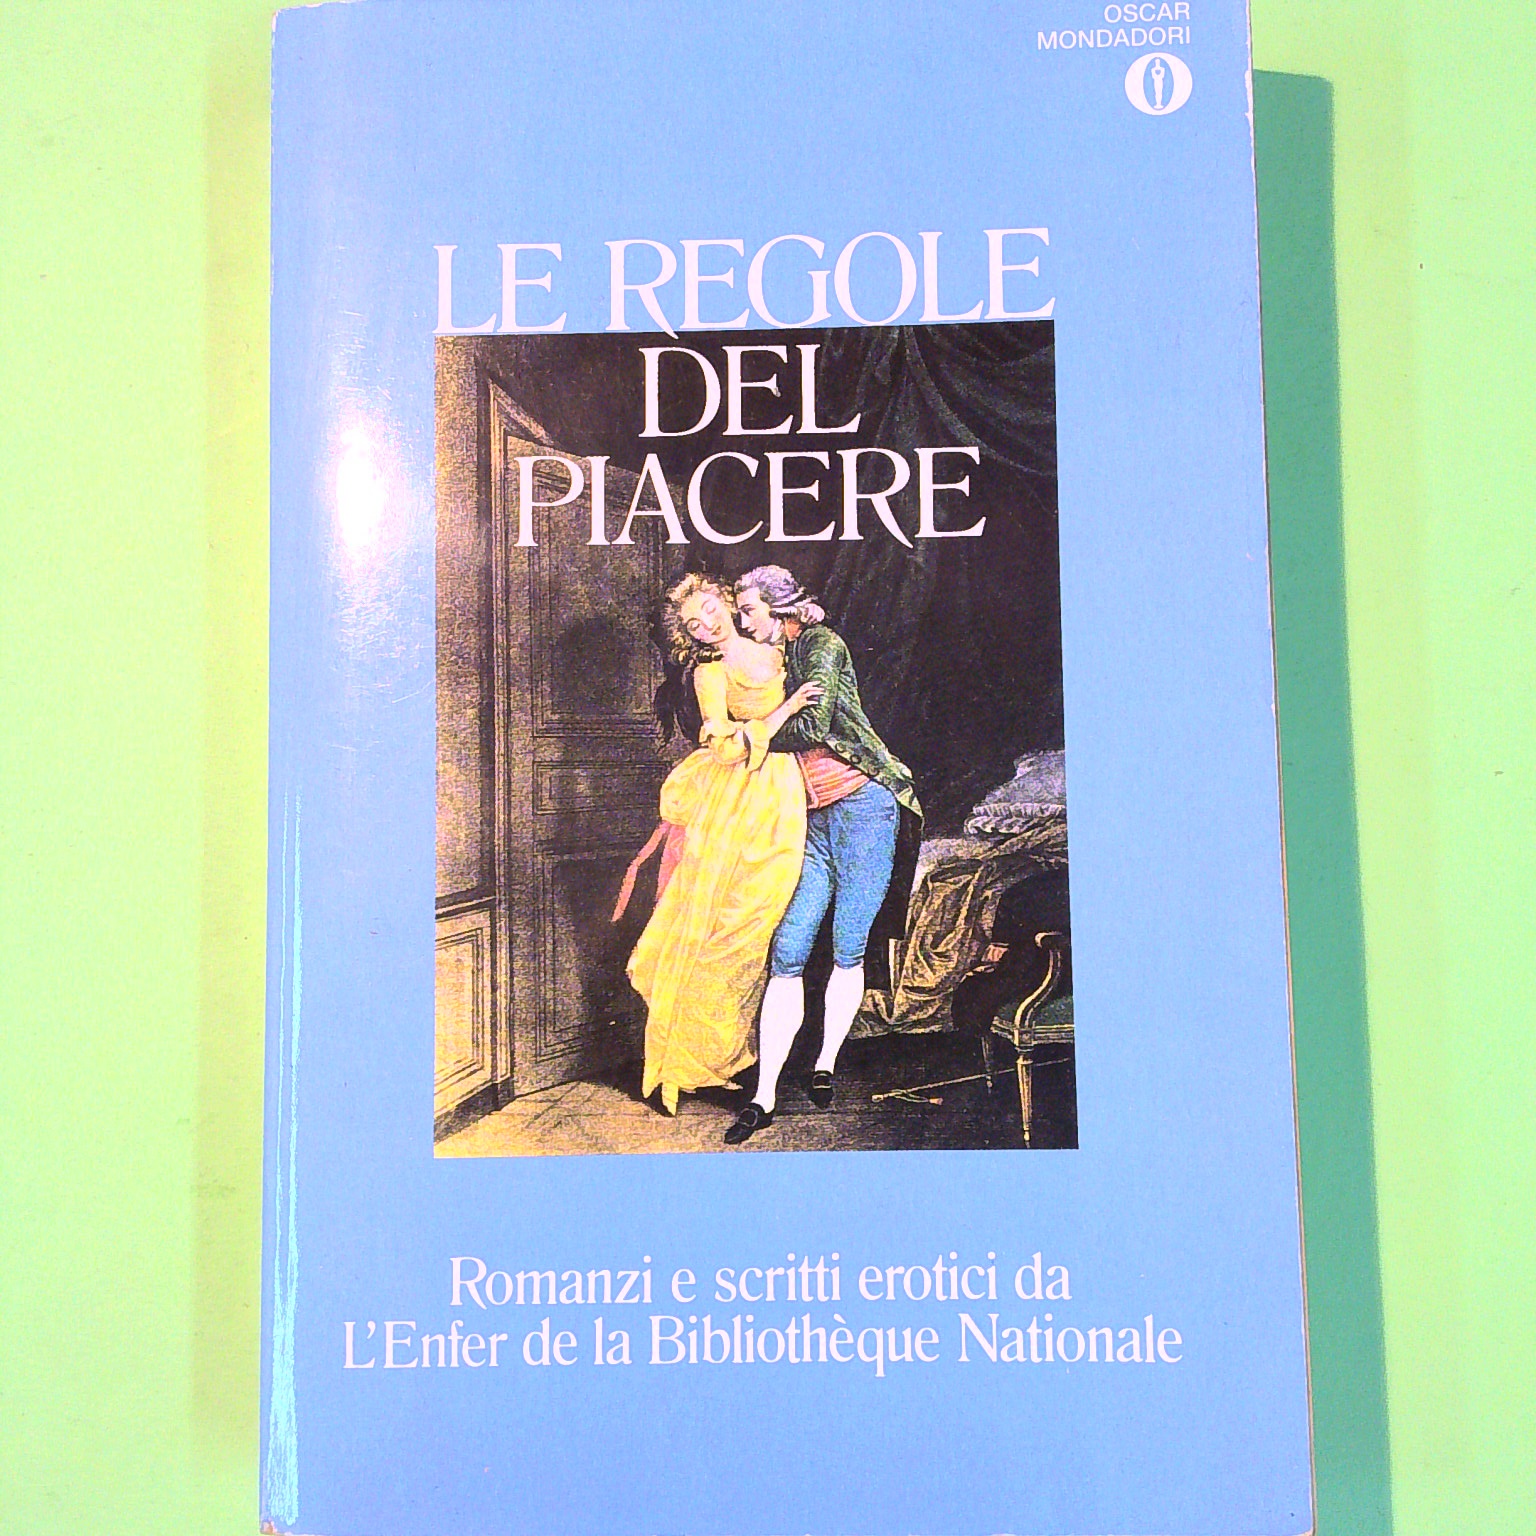 OSCAR
MONDADORI
LE REGOLE
DEL
PIACERE
Romanzi e scritti erotici da
L'Enfer de la Bibliothèque Nationale